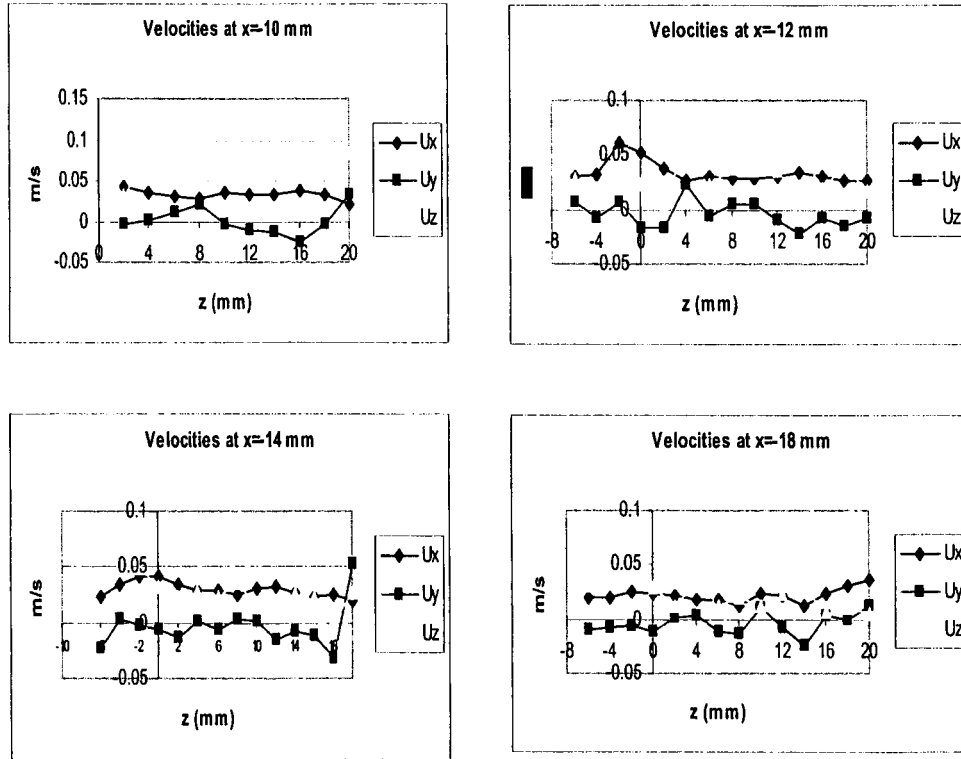 Velocities at x=-10 mm
0.15
0.1
0.05
0
-0.05
m/s
0 4 8 12 16 20
z (mm)
Ux
Uy
Uz
Velocities at x=-12 mm
0.1
0.05
0
-0.05
-8 -4 0 4 8 12 16 20
z (mm)
Ux
Uy
Uz
Velocities at x=-14 mm
0.1
0.05
0
-0.05
m/s
-10 -2 2 6 10 14
z (mm)
Ux
Uy
Uz
Velocities at x=-18 mm
0.1
0.05
0
-0.05
m/s
-8 -4 0 4 8 12 16 20
z (mm)
Ux
Uy
Uz